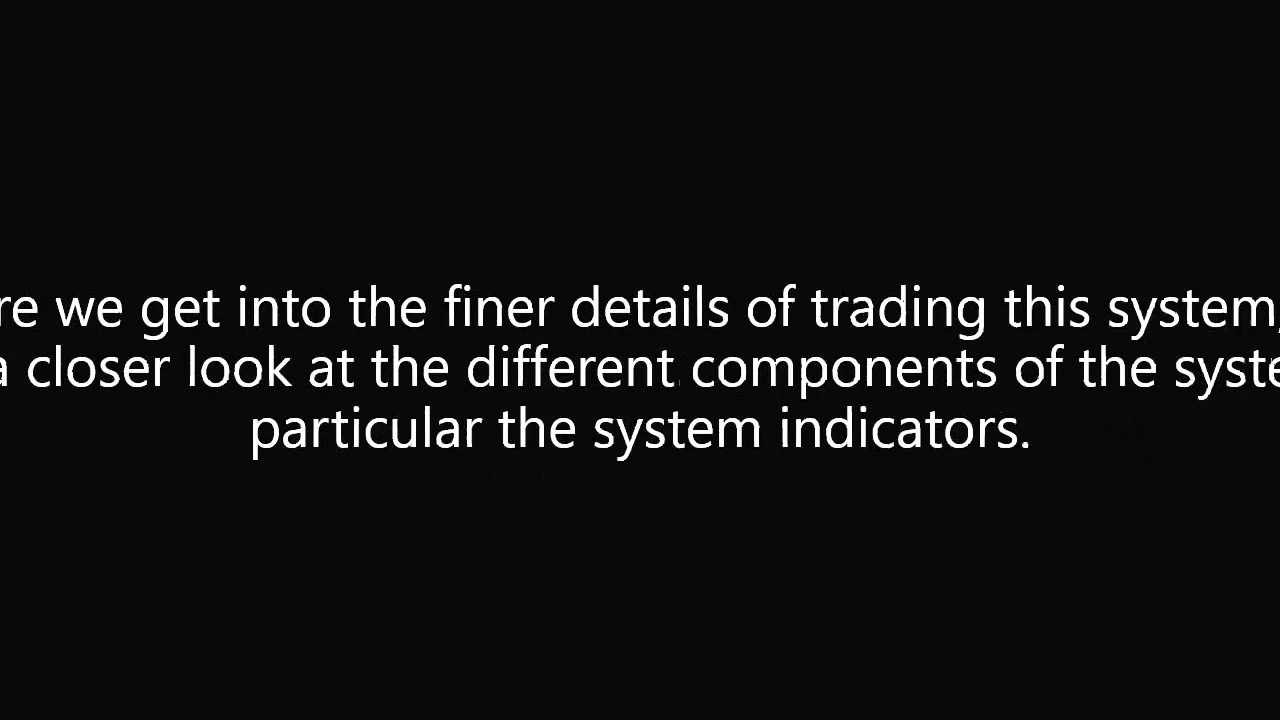 re we get into the finer details of trading this system,
a closer look at the different components of the syste
particular the system indicators.